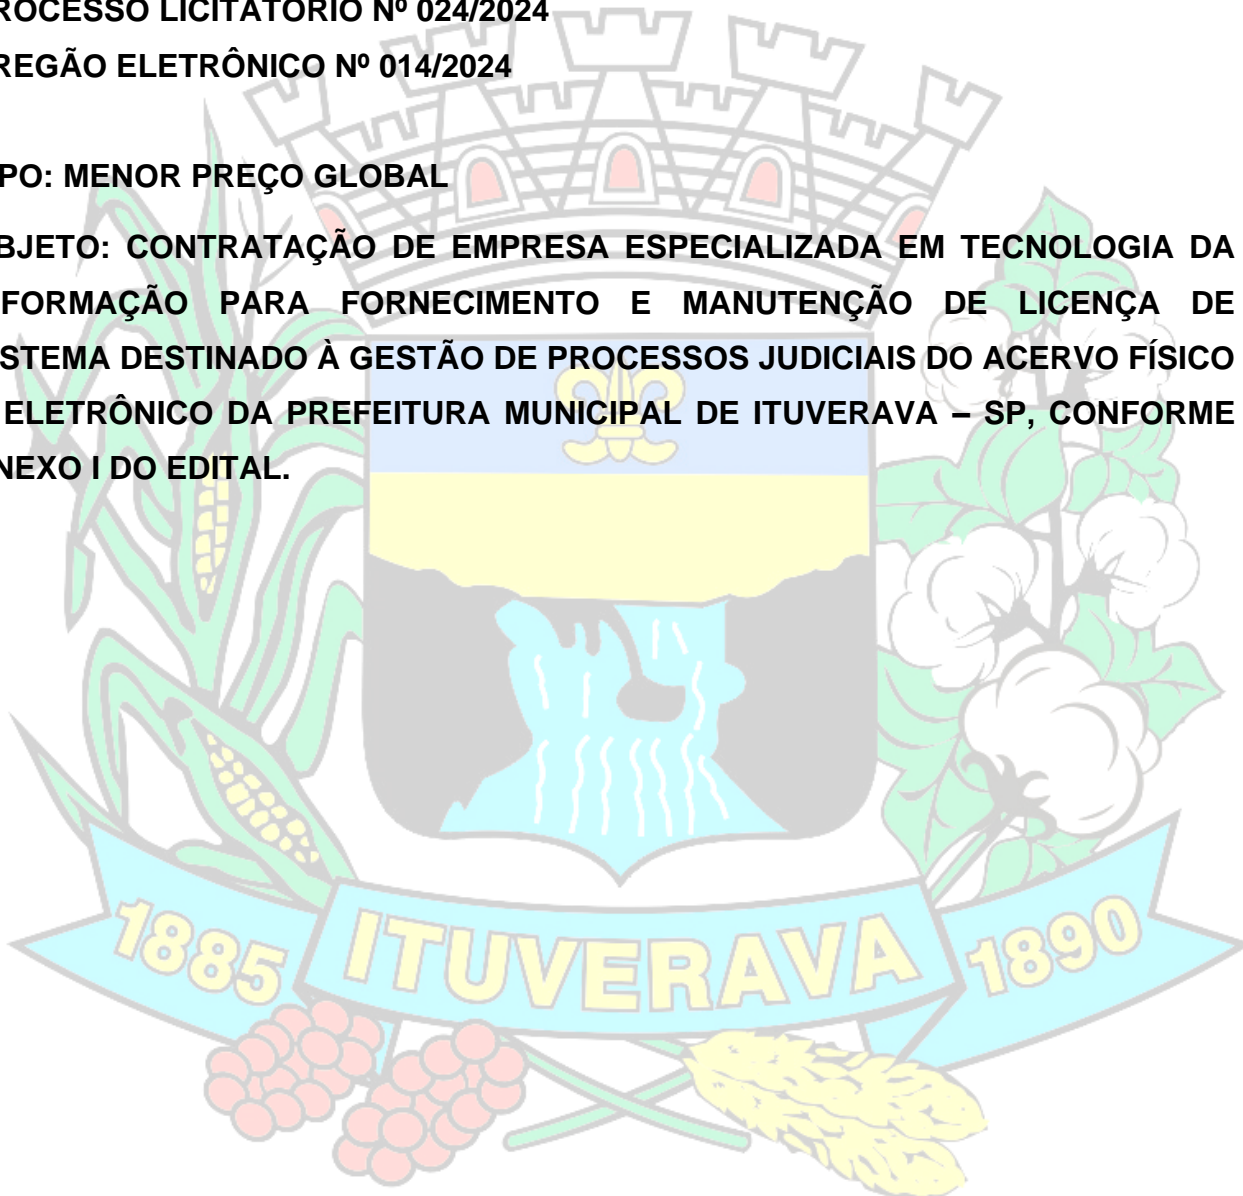 ROCESSO LICITATÓRIO Nº 024/2024
REGÃO ELETRÔNICO Nº 014/2024
PO: MENOR PREÇO GLOBAL
BJETO: CONTRATAÇÃO DE EMPRESA ESPECIALIZADA EM TECNOLOGIA DA
FORMAÇÃO PARA FORNECIMENTO E MANUTENÇÃO DE LICENÇA DE
ISTEMA DESTINADO À GESTÃO DE PROCESSOS JUDICIAIS DO ACERVO FÍSICO
ELETRÔNICO DA PREFEITURA MUNICIPAL DE ITUVERAVA – SP, CONFORME
NEXO I DO EDITAL.
1885 ITUVERAVA 1890